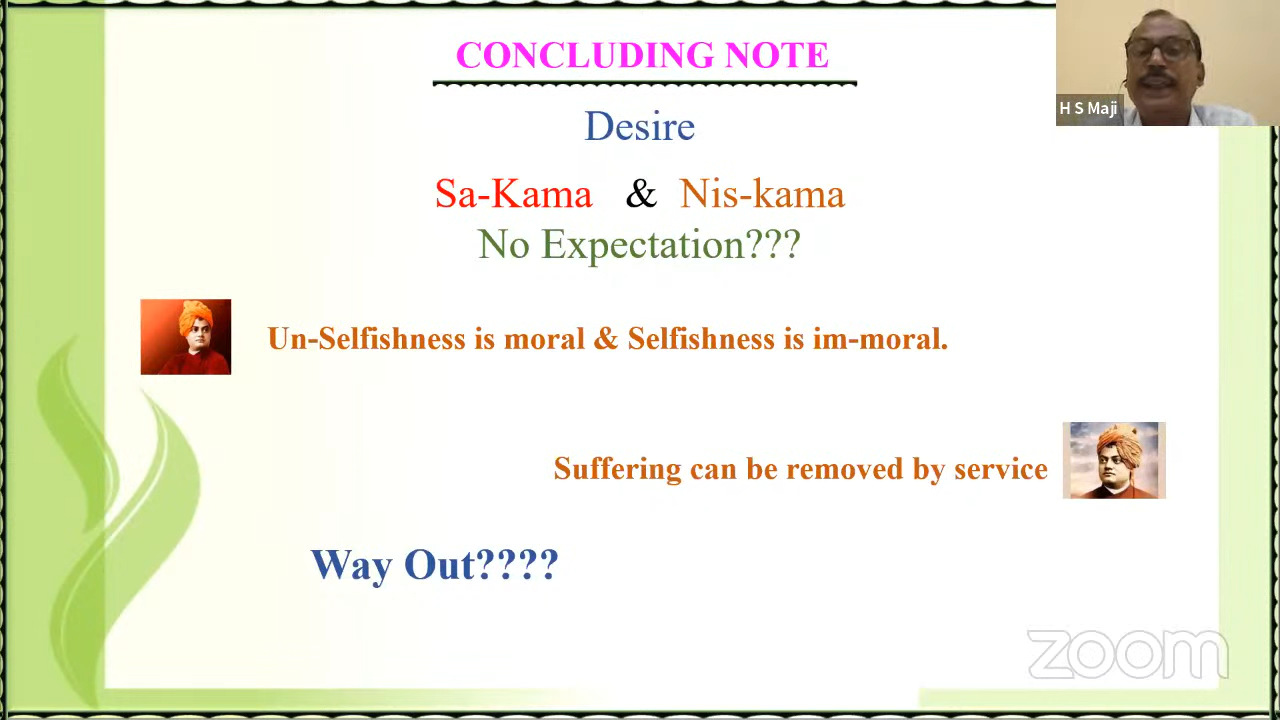 CONCLUDING NOTE
H S Maji
Desire
Sa-Kama & Nis-kama
No Expectation???
Un-Selfishness is moral & Selfishness is im-moral.
Suffering can be removed by service
Way Out????
zoom